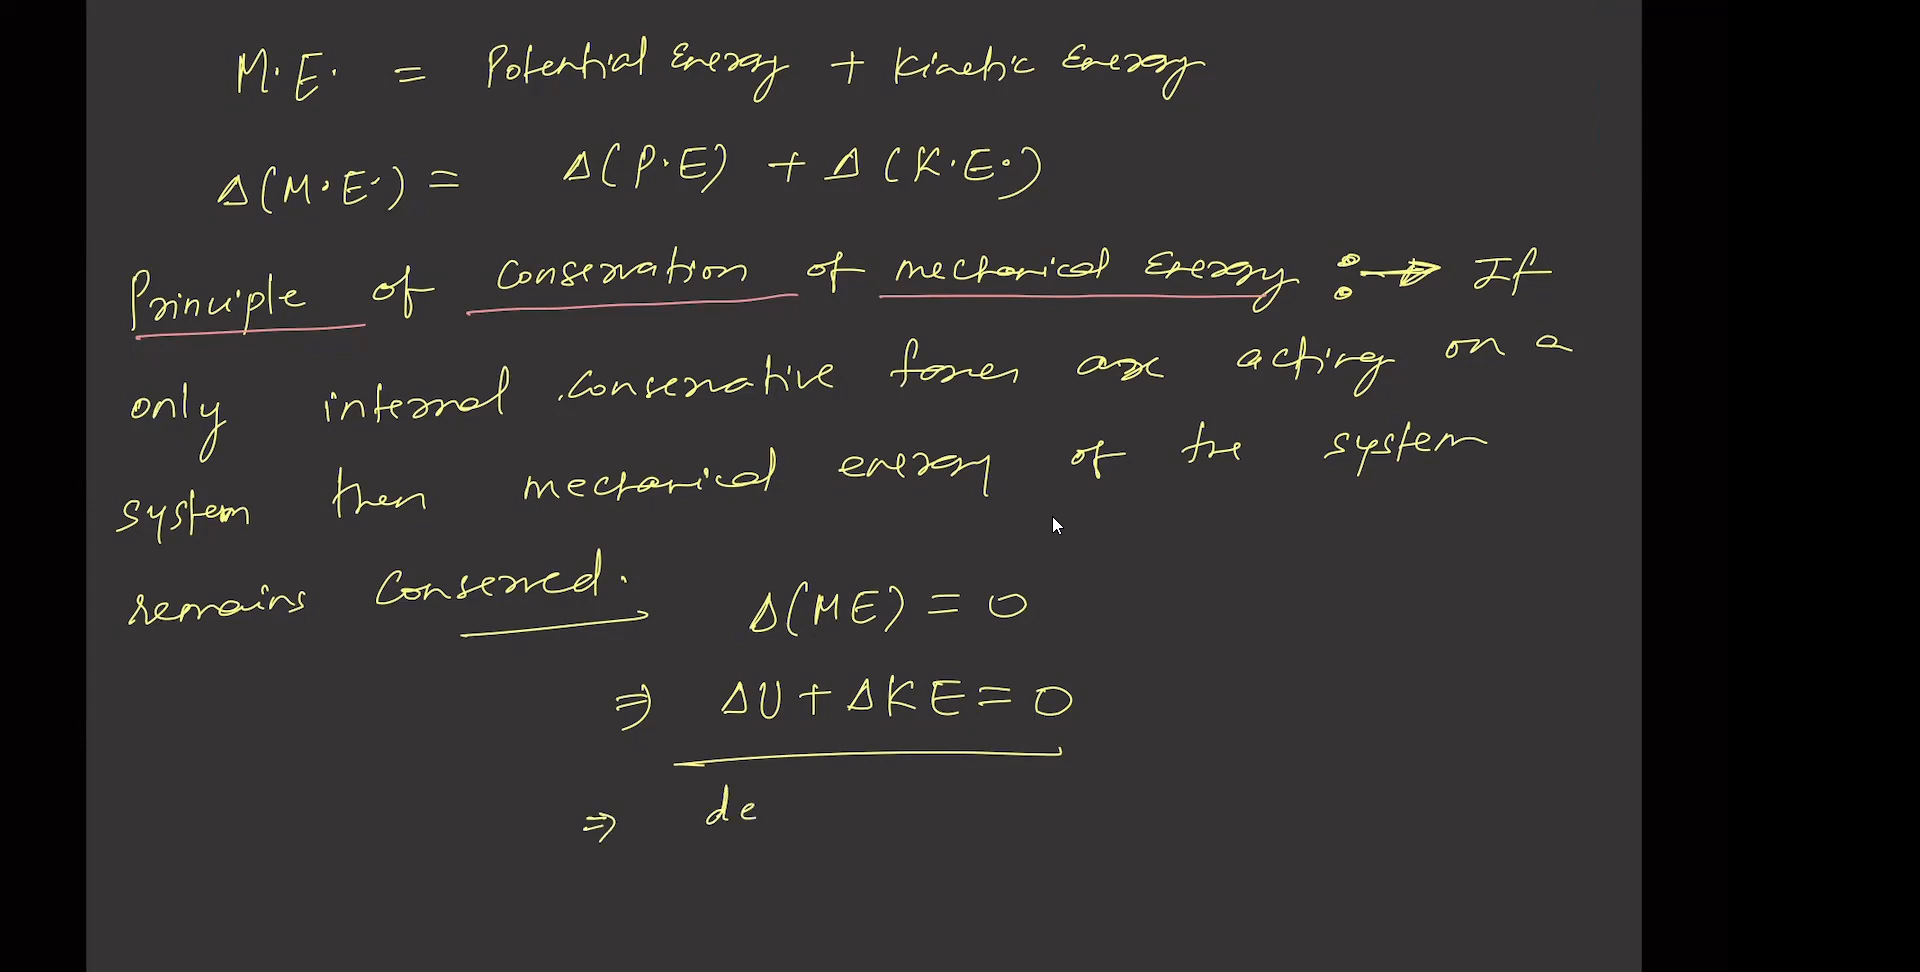 M.E. = Potential Energy + Kinetic Energy
Δ(M.E.) = Δ(P.E) + Δ(K.E.)
Principle of Conservation of mechanical Energy :→ If
only internal conservative forces are acting on a
system then mechanical energy of the system
remains Conserved.
Δ(ME) = 0
⇒ ΔU + ΔKE = 0
⇒ de